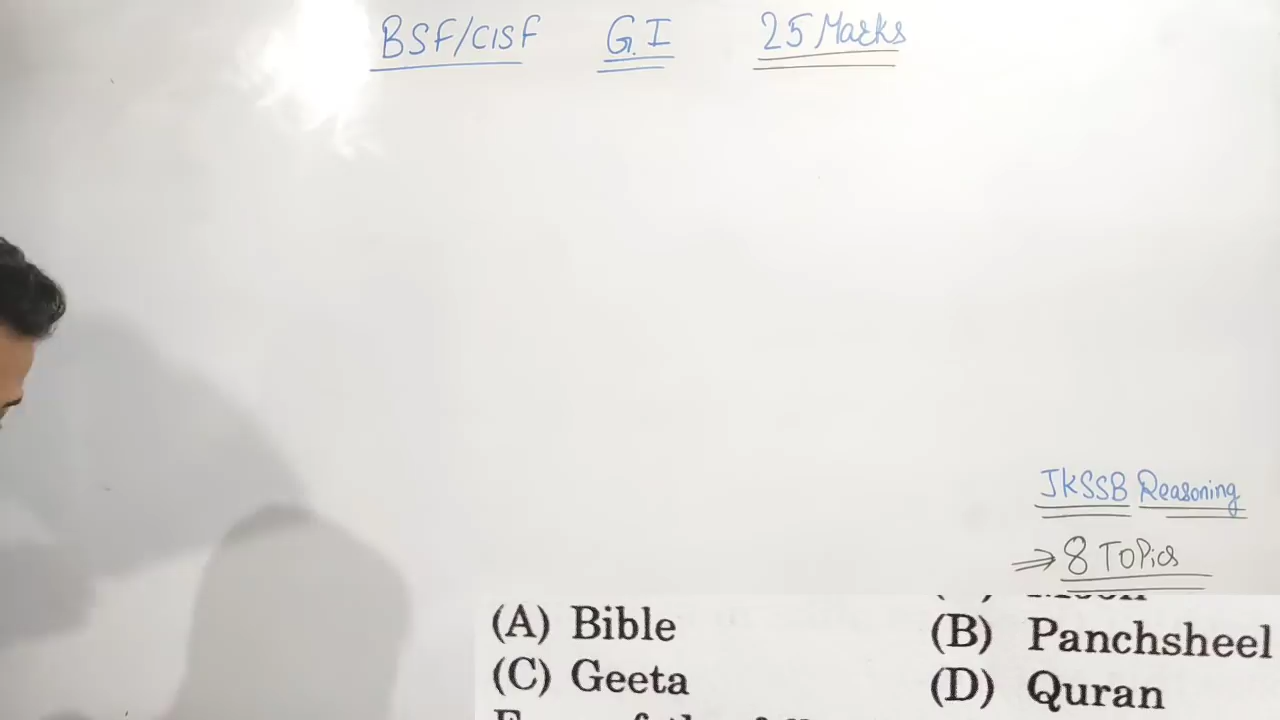 BSF/CISF G.I 25 Marks
JKSSB Reasoning
⇒ 8 Topics
(A) Bible (B) Panchsheel
(C) Geeta (D) Quran